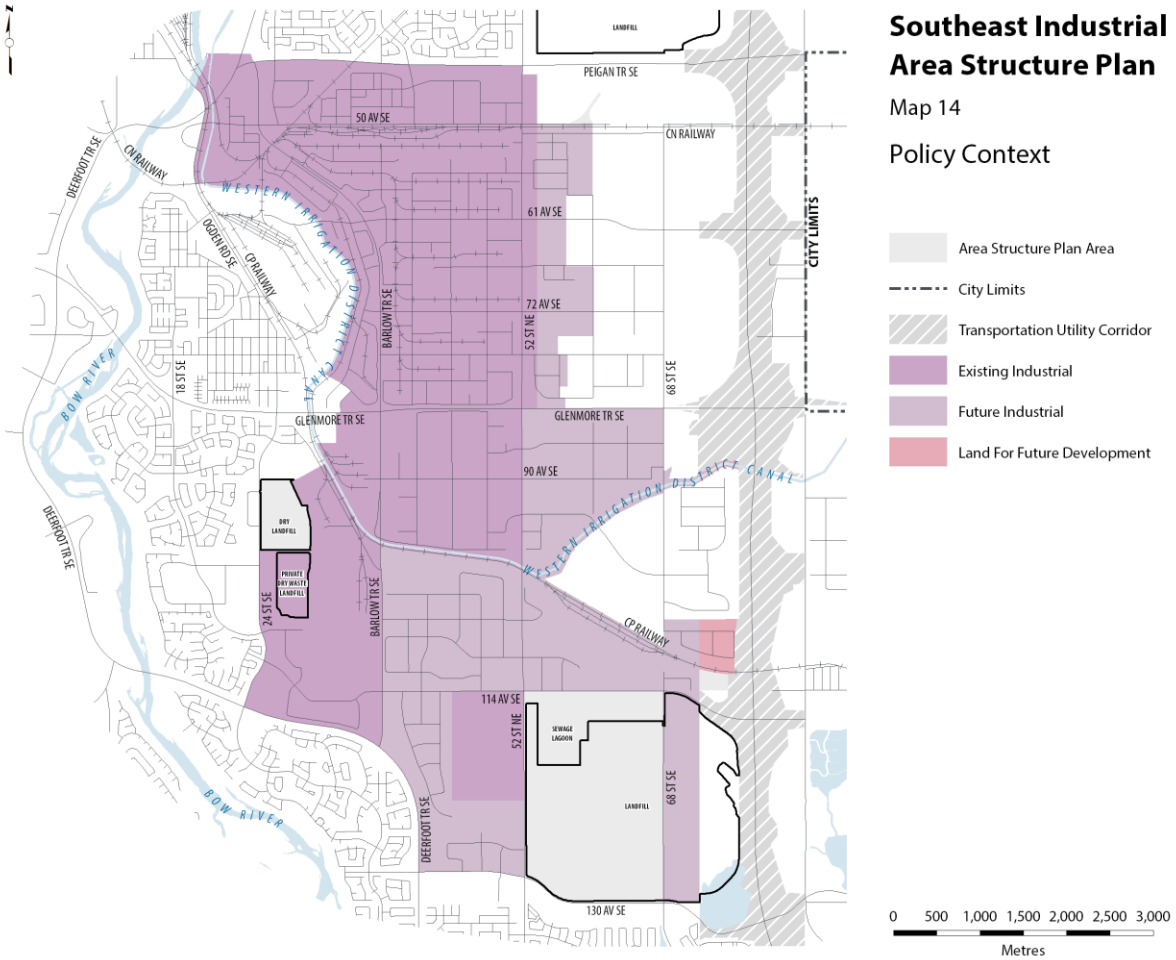 N
Southeast Industrial
Area Structure Plan
Map 14
Policy Context
Area Structure Plan Area
City Limits
Transportation Utility Corridor
Existing Industrial
Future Industrial
Land For Future Development
0 500 1,000 1,500 2,000 2,500 3,000
Metres
LANDFILL
PEIGAN TR SE
50 AV SE
CN RAILWAY
DEERFOOT TR SE
CN RAILWAY
WESTERN IRRIGATION DISTRICT CANAL
OGDEN RD SE
CP RAILWAY
61 AV SE
CITY LIMITS
72 AV SE
BARLOW TR SE
52 ST NE
68 ST SE
18 ST SE
BOW RIVER
GLENMORE TR SE
GLENMORE TR SE
90 AV SE
WESTERN IRRIGATION DISTRICT CANAL
DEERFOOT TR SE
DRY
LANDFILL
PRIVATE
DRY WASTE
LANDFILL
24 ST SE
BARLOW TR SE
CP RAILWAY
114 AV SE
52 ST NE
SEWAGE
LAGOON
68 ST SE
LANDFILL
BOW RIVER
DEERFOOT TR SE
130 AV SE